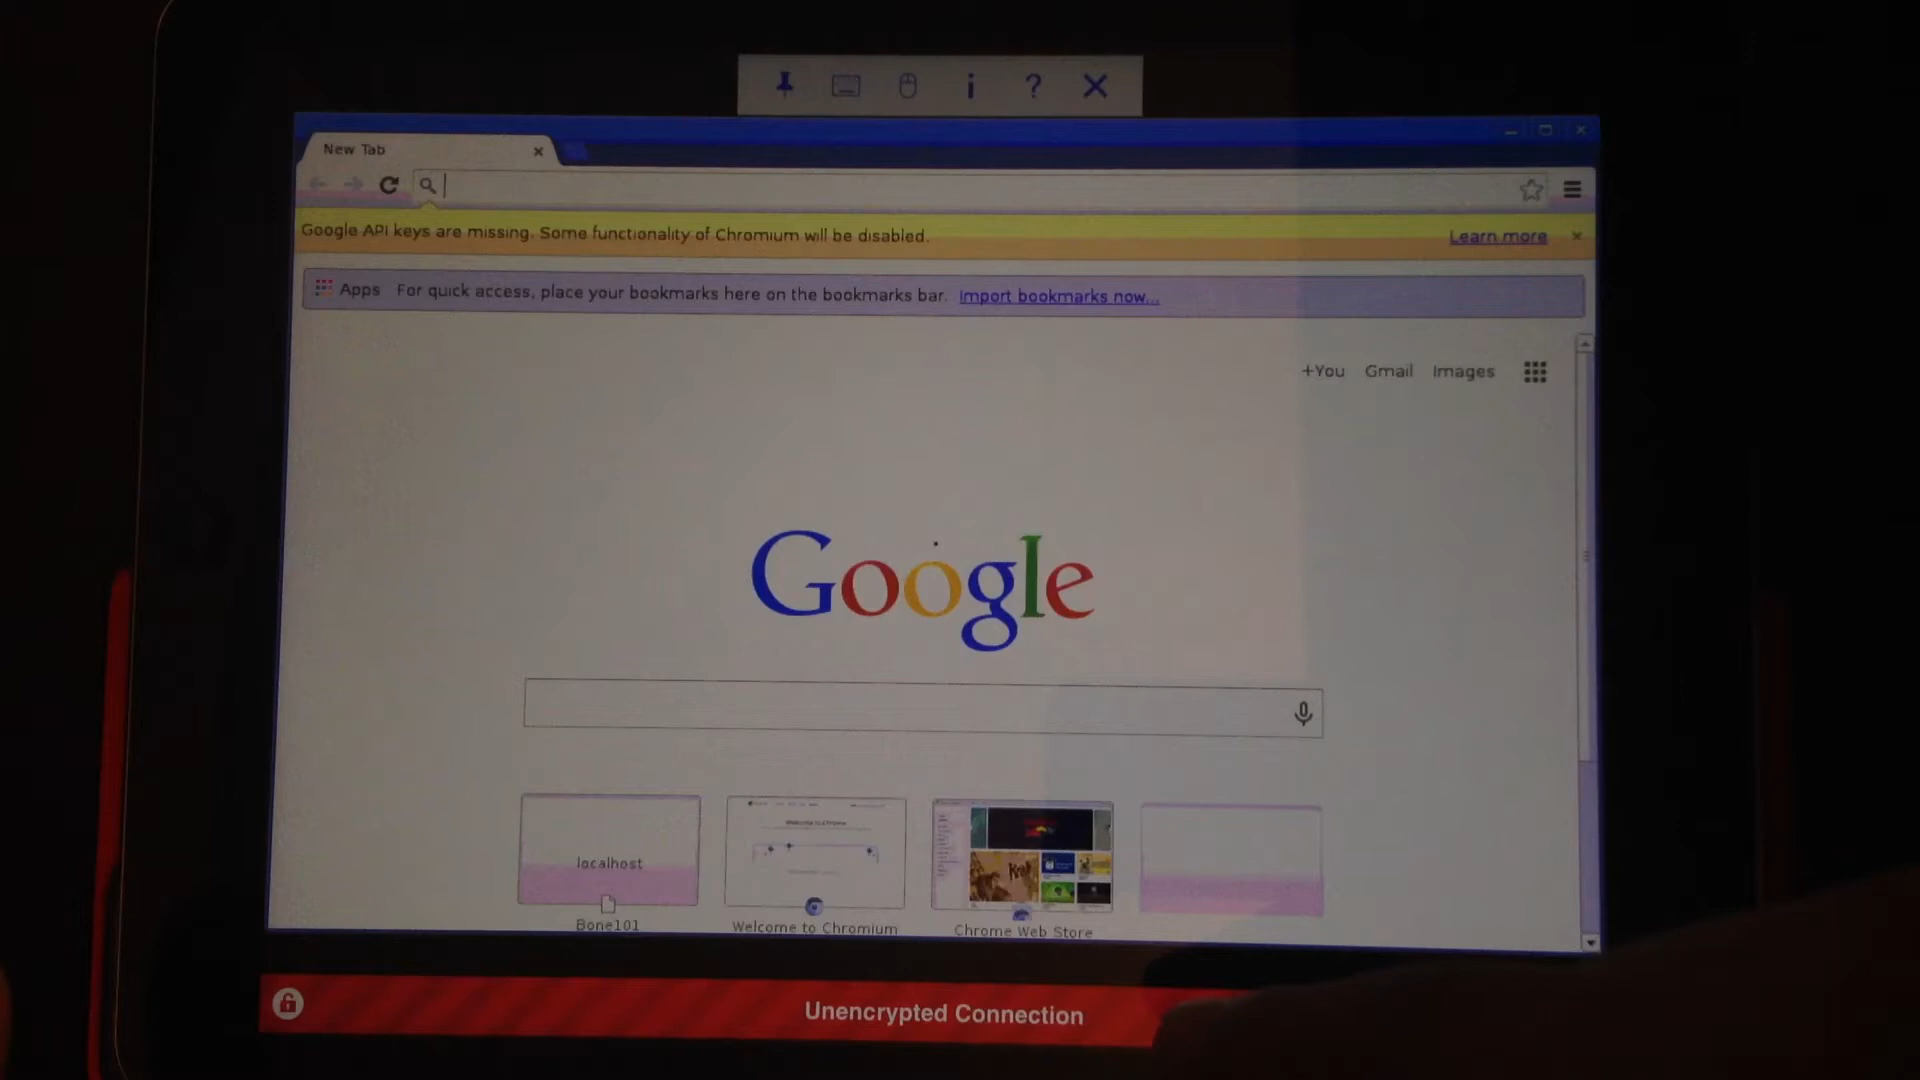 New Tab
Google API keys are missing. Some functionality of Chromium will be disabled. Learn more
Apps For quick access, place your bookmarks here on the bookmarks bar. Import bookmarks now...
+You Gmail Images
Google
localhost
Bone101 Welcome to Chromium Chrome Web Store
Unencrypted Connection